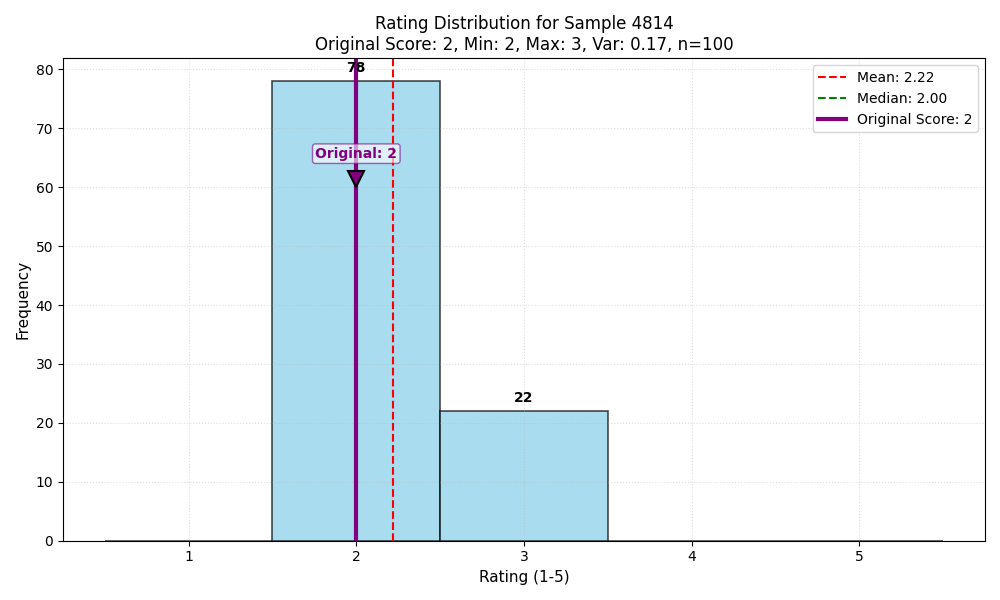 Rating Distribution for Sample 4814
Original Score: 2, Min: 2, Max: 3, Var: 0.17, n=100
Mean: 2.22
Median: 2.00
Original Score: 2
78
Original: 2
22
Frequency
80
70
60
50
40
30
20
10
0
1 2 3 4 5
Rating (1-5)